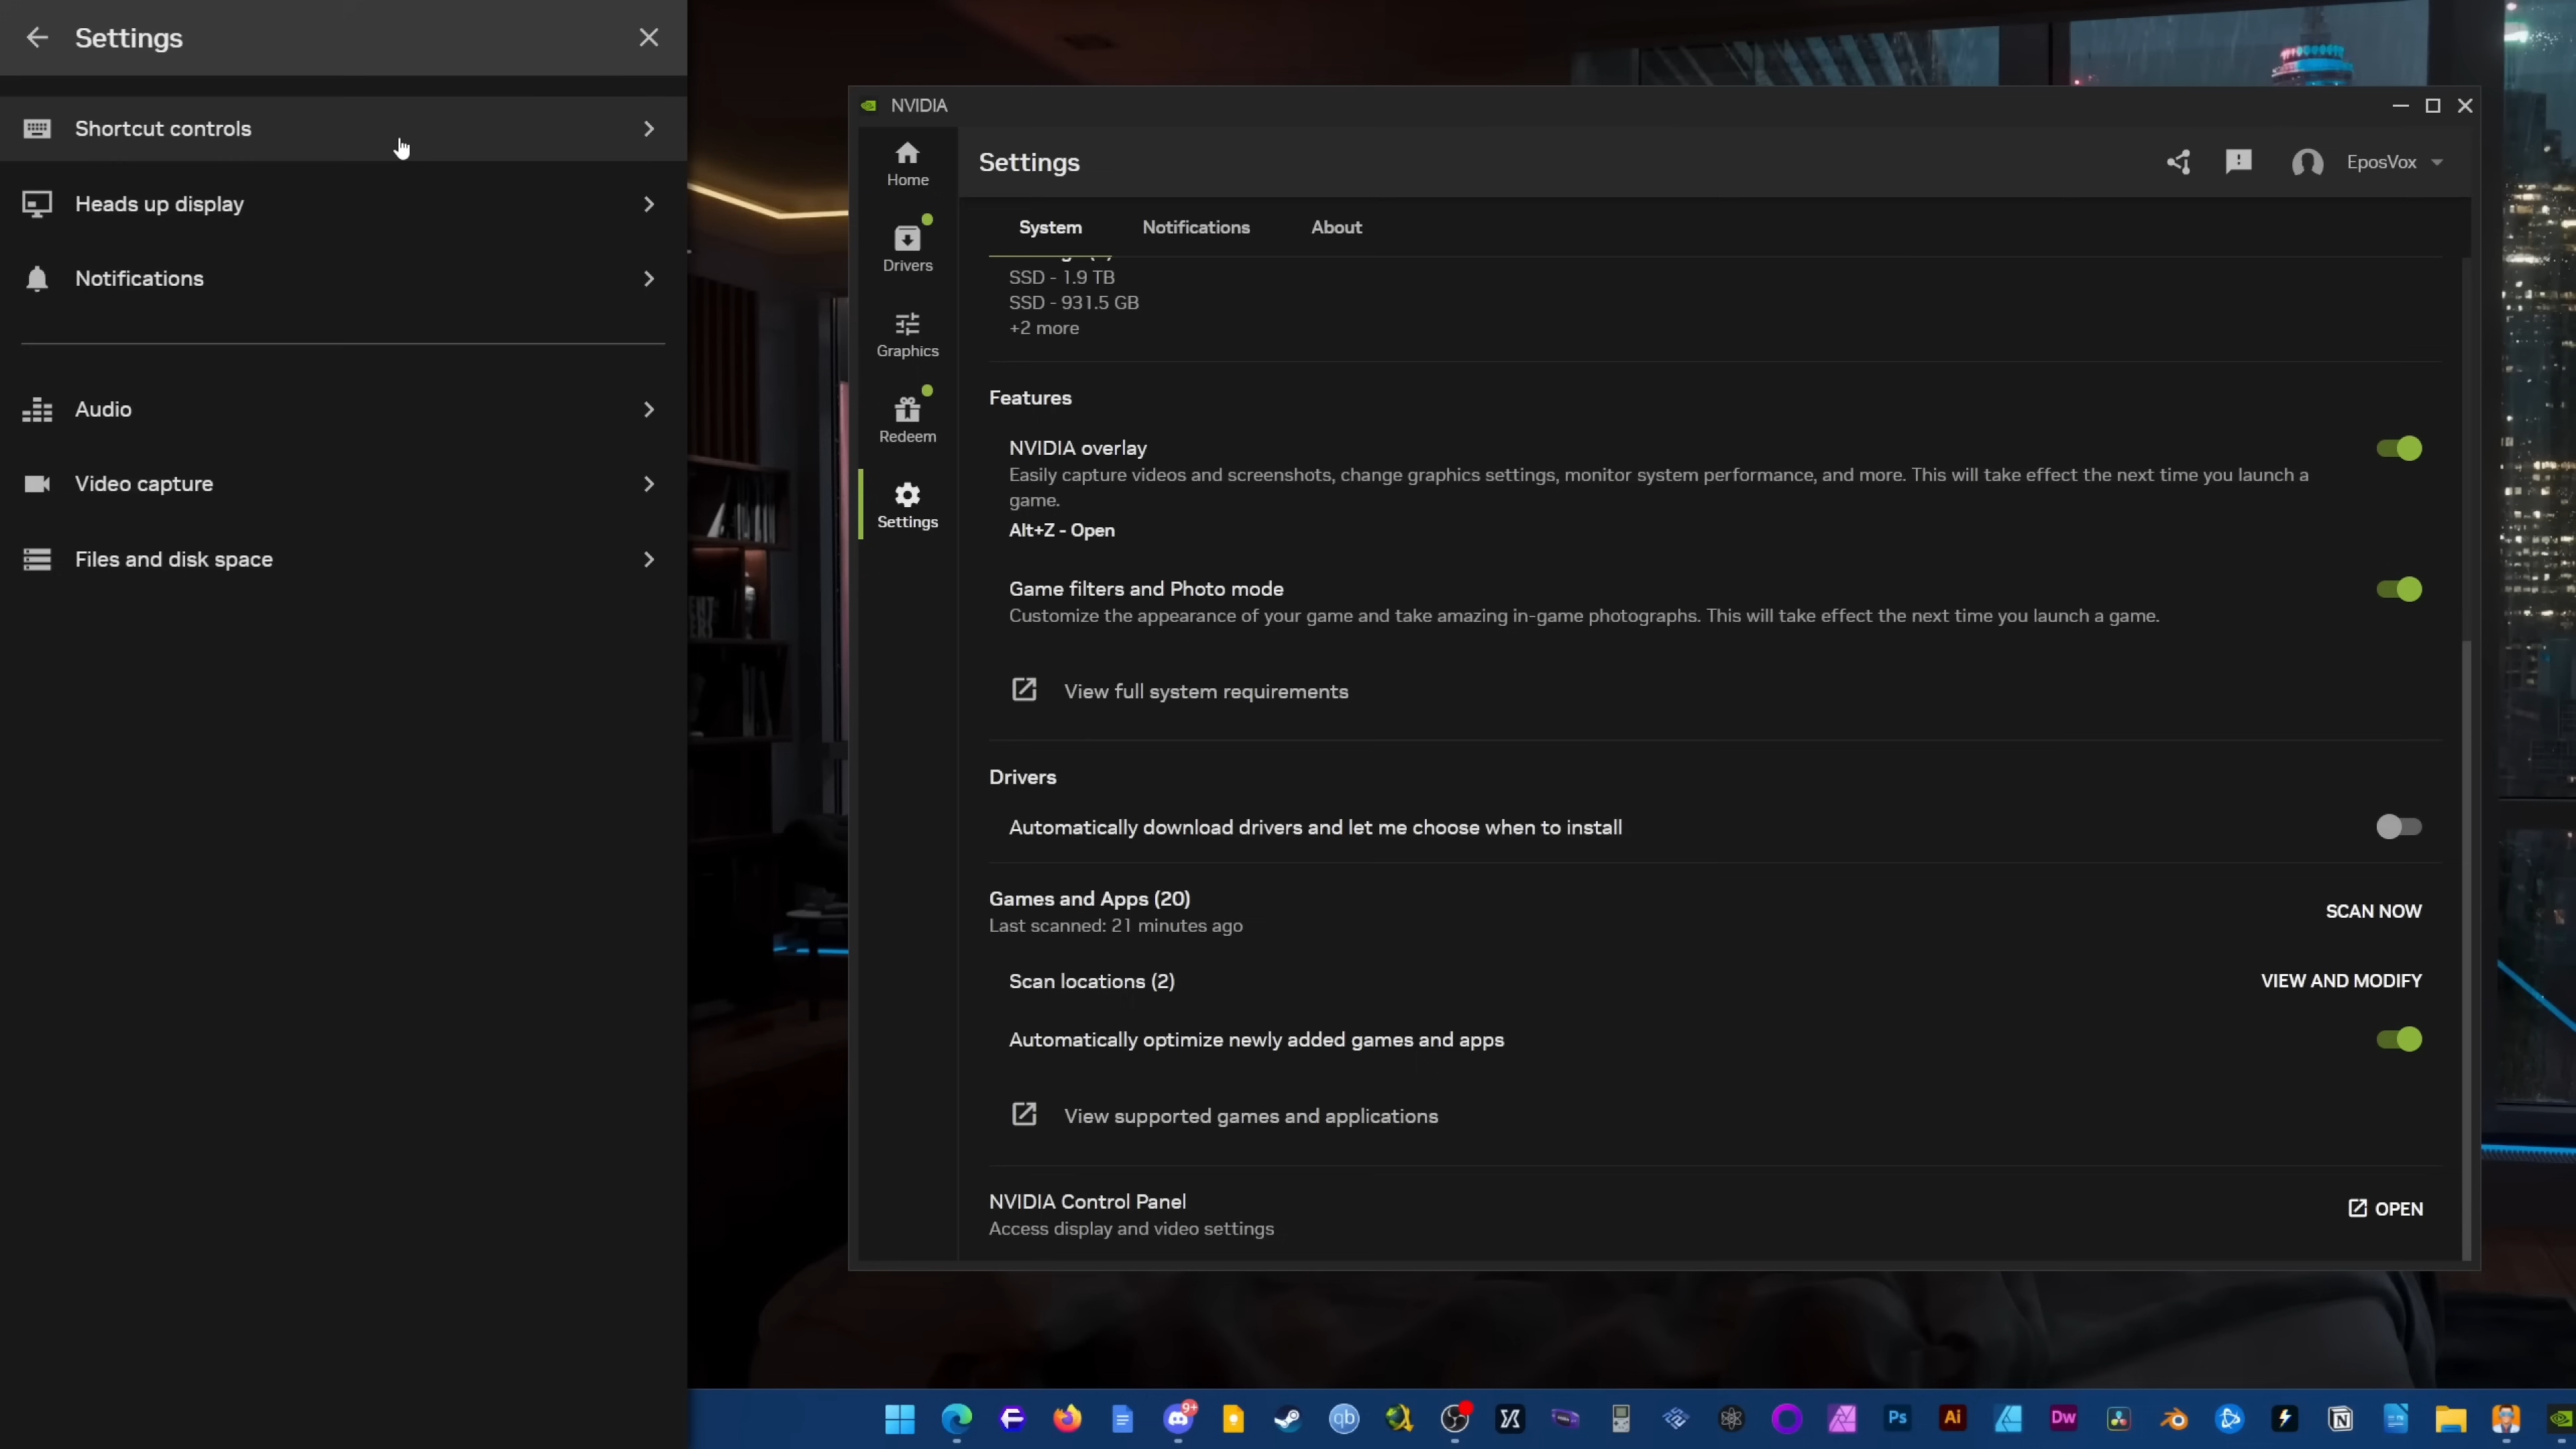 Settings
Shortcut controls
Heads up display
Notifications
Audio
Video capture
Files and disk space
NVIDIA
Home
Drivers
Graphics
Redeem
Settings
Settings
EposVox
System
Notifications
About
SSD - 1.9 TB
SSD - 931.5 GB
+2 more
Features
NVIDIA overlay
Easily capture videos and screenshots, change graphics settings, monitor system performance, and more. This will take effect the next time you launch a
game.
Alt+Z - Open
Game filters and Photo mode
Customize the appearance of your game and take amazing in-game photographs. This will take effect the next time you launch a game.
View full system requirements
Drivers
Automatically download drivers and let me choose when to install
Games and Apps (20)
Last scanned: 21 minutes ago
SCAN NOW
Scan locations (2)
VIEW AND MODIFY
Automatically optimize newly added games and apps
View supported games and applications
NVIDIA Control Panel
Access display and video settings
OPEN
9+
qb
Ps
Ai
Dw